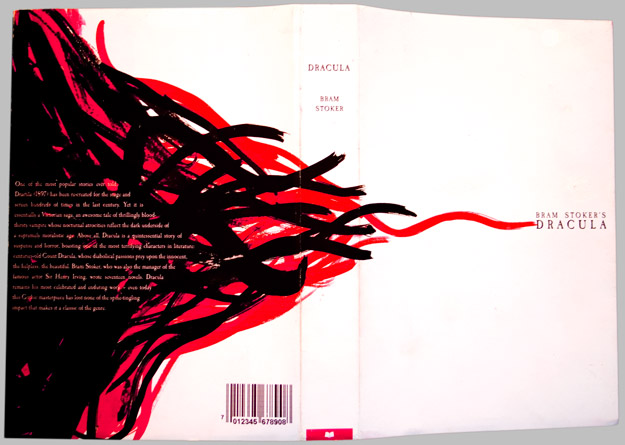 One of the most popular stories ever told,
Dracula (1897) has been re-created for the stage and
screen hundreds of times in the last century. Yet it is
essentially a Victorian saga, an awesome tale of thrillingly blood-
thirsty vampire whose nocturnal atrocities reflect the dark underside of
a supremely moralistic age. Above all, Dracula is a quintessential story of
suspense and horror, boasting one of the most terrifying characters in literature:
centuries-old Count Dracula, whose diabolical passions prey upon the innocent,
the helpless, the beautiful. Bram Stoker, who was also the manager of the
famous actor Sir Henry Irving, wrote seventeen novels. Dracula
remains his most celebrated and enduring work - even today
this Gothic masterpiece has lost none of the spine-tingling
impact that makes it a classic of the genre.
7 012345 678908
DRACULA
BRAM
STOKER
BRAM STOKER'S
DRACULA